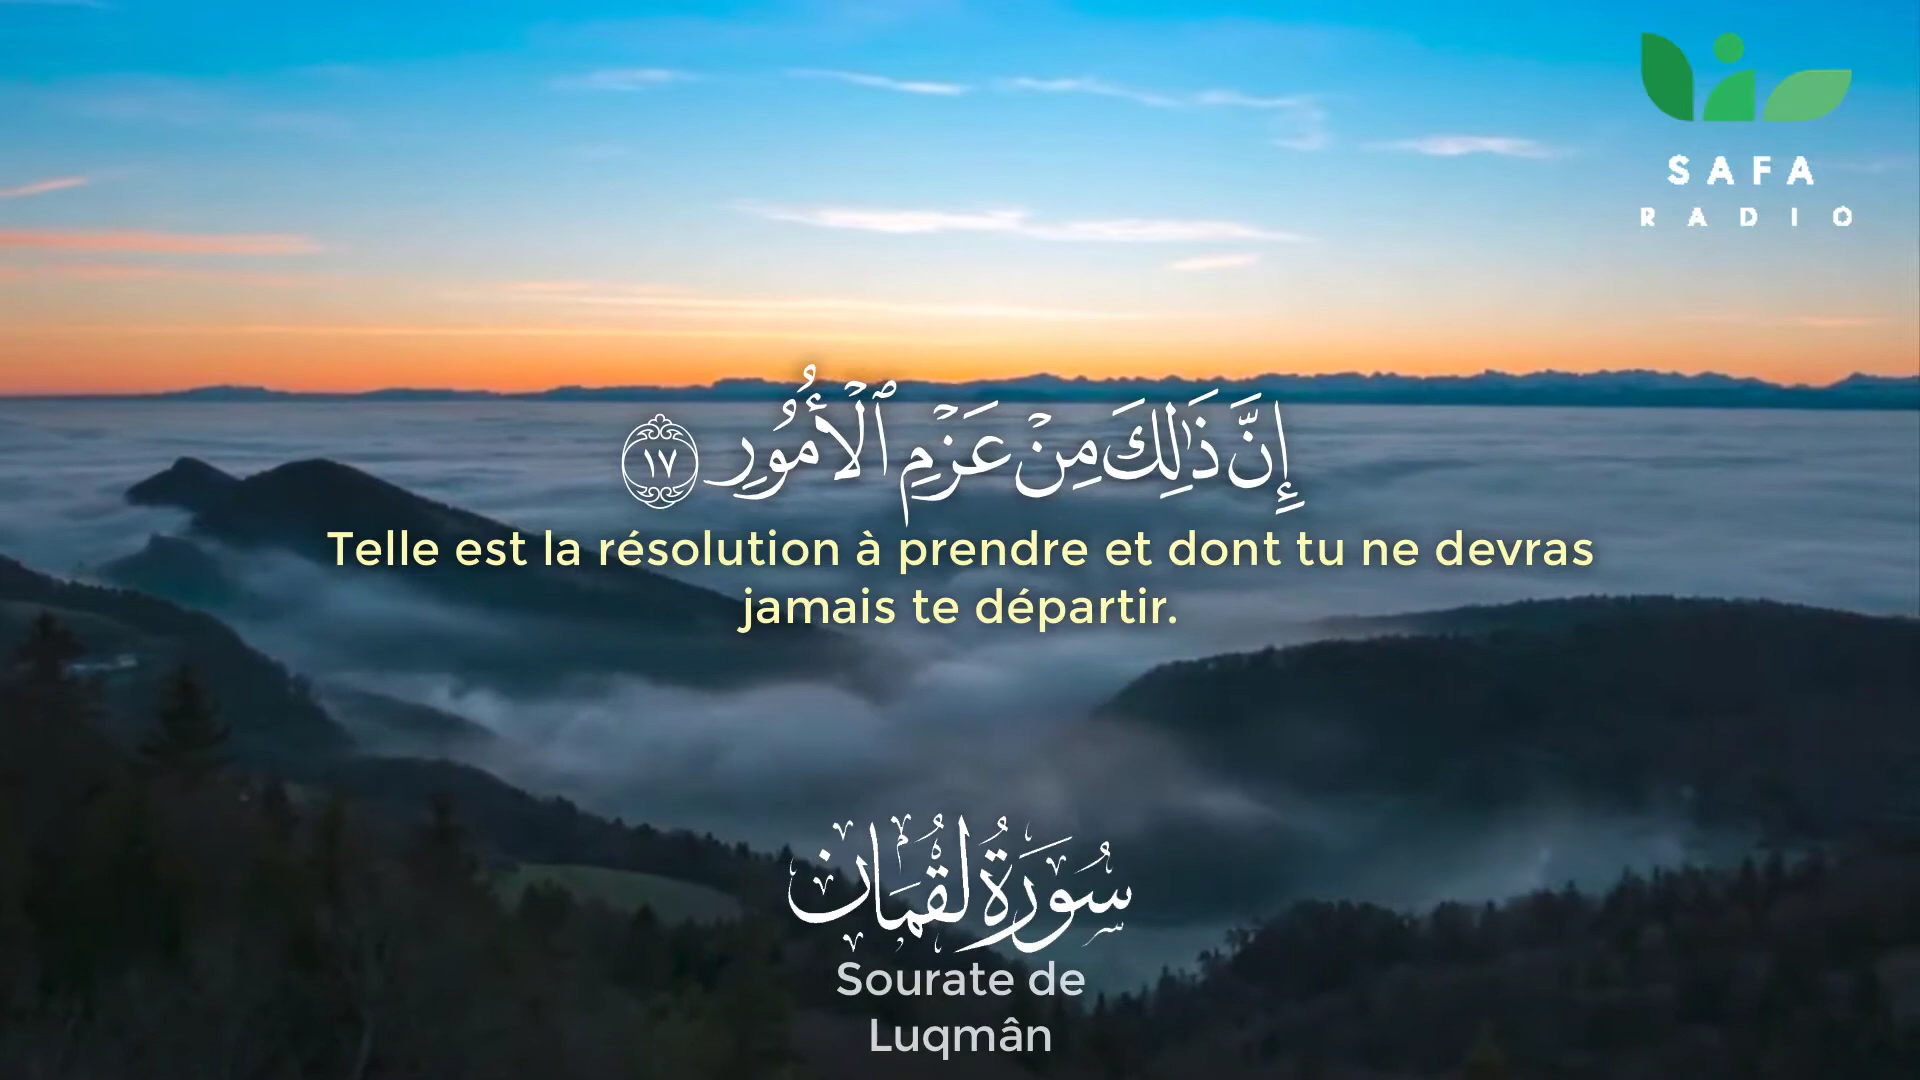 SAFA
RADIO
إِنَّ ذَٰلِكَ مِنْ عَزْمِ ٱلْأُمُورِ ١٧
Telle est la résolution à prendre et dont tu ne devras
jamais te départir.
سُورَةُ لُقْمَان
Sourate de
Luqmân